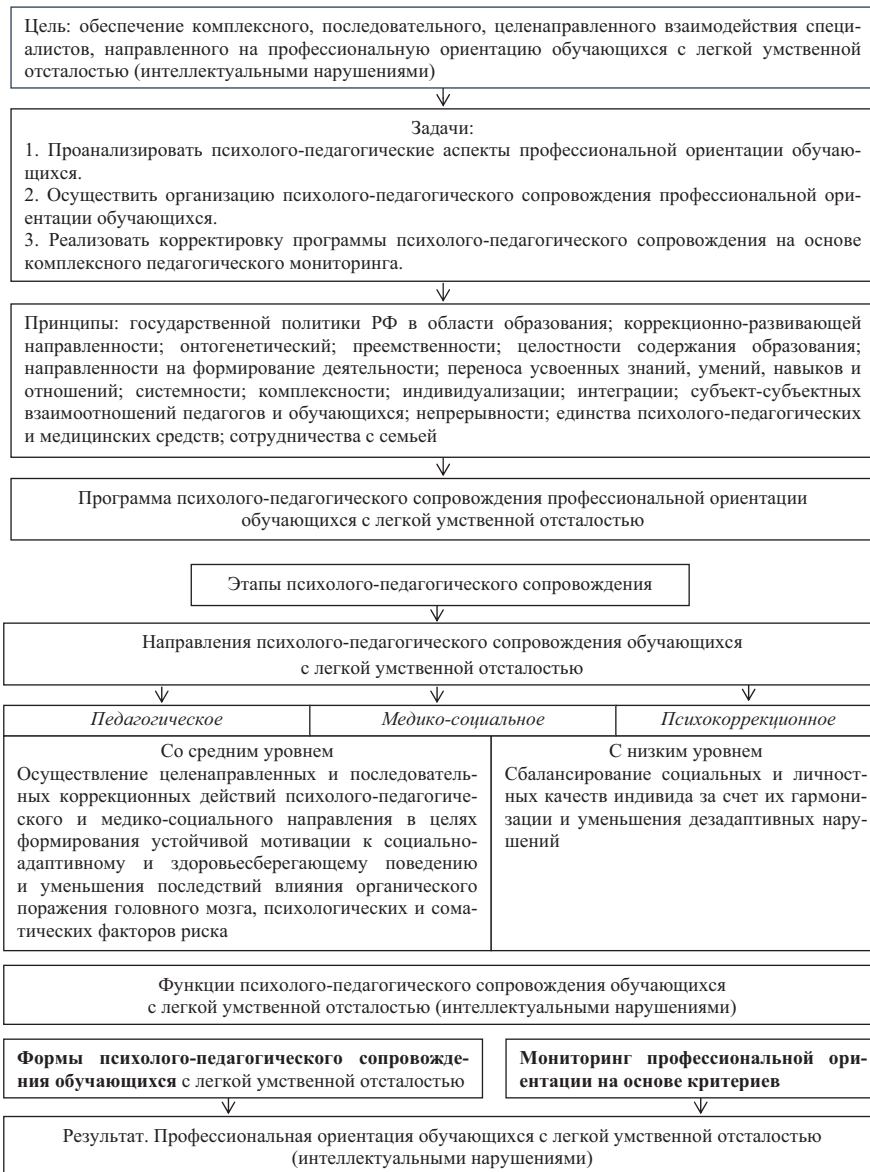 Цель: обеспечение комплексного, последовательного, целенаправленного взаимодействия специ-
алистов, направленного на профессиональную ориентацию обучающихся с легкой умственной
отсталостью (интеллектуальными нарушениями)
Задачи:
1. Проанализировать психолого-педагогические аспекты профессиональной ориентации обучаю-
щихся.
2. Осуществить организацию психолого-педагогического сопровождения профессиональной ори-
ентации обучающихся.
3. Реализовать корректировку программы психолого-педагогического сопровождения на основе
комплексного педагогического мониторинга.
Принципы: государственной политики РФ в области образования; коррекционно-развивающей
направленности; онтогенетический; преемственности; целостности содержания образования;
направленности на формирование деятельности; переноса усвоенных знаний, умений, навыков и
отношений; системности; комплексности; индивидуализации; интеграции; субъект-субъектных
взаимоотношений педагогов и обучающихся; непрерывности; единства психолого-педагогических
и медицинских средств; сотрудничества с семьей
Программа психолого-педагогического сопровождения профессиональной ориентации
обучающихся с легкой умственной отсталостью
Этапы психолого-педагогического сопровождения
Направления психолого-педагогического сопровождения обучающихся
с легкой умственной отсталостью
Педагогическое
Медико-социальное
Психокоррекционное
Со средним уровнем
Осуществление целенаправленных и последователь-
ных коррекционных действий психолого-педагогиче-
ского и медико-социального направления в целях
формирования устойчивой мотивации к социально-
адаптивному и здоровьесберегающему поведению
и уменьшения последствий влияния органического
поражения головного мозга, психологических и сома-
тических факторов риска
С низким уровнем
Сбалансирование социальных и личност-
ных качеств индивида за счет их гармони-
зации и уменьшения дезадаптивных нару-
шений
Функции психолого-педагогического сопровождения обучающихся
с легкой умственной отсталостью (интеллектуальными нарушениями)
Формы психолого-педагогического сопровожде-
ния обучающихся с легкой умственной отсталостью
Мониторинг профессиональной ори-
ентации на основе критериев
Результат. Профессиональная ориентация обучающихся с легкой умственной отсталостью
(интеллектуальными нарушениями)